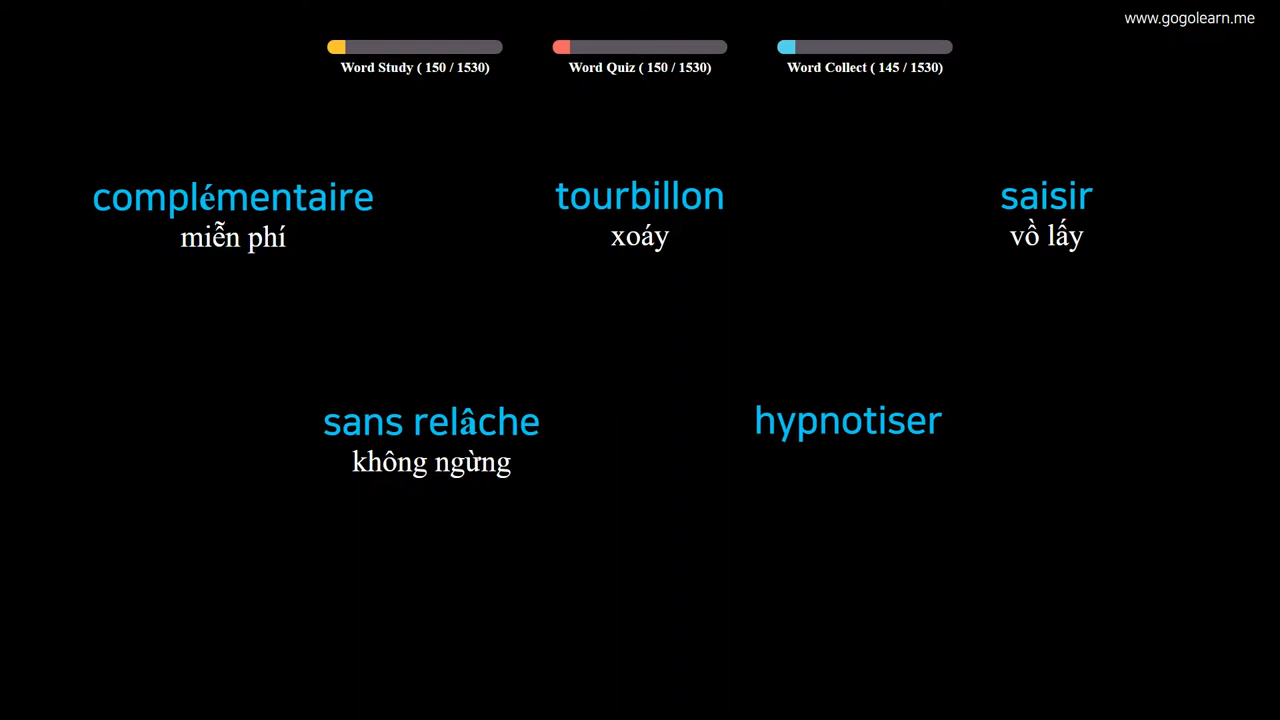 www.gogolearn.me
Word Study ( 150 / 1530)
Word Quiz ( 150 / 1530)
Word Collect ( 145 / 1530)
complémentaire
miễn phí
tourbillon
xoáy
saisir
vồ lấy
sans relâche
không ngừng
hypnotiser